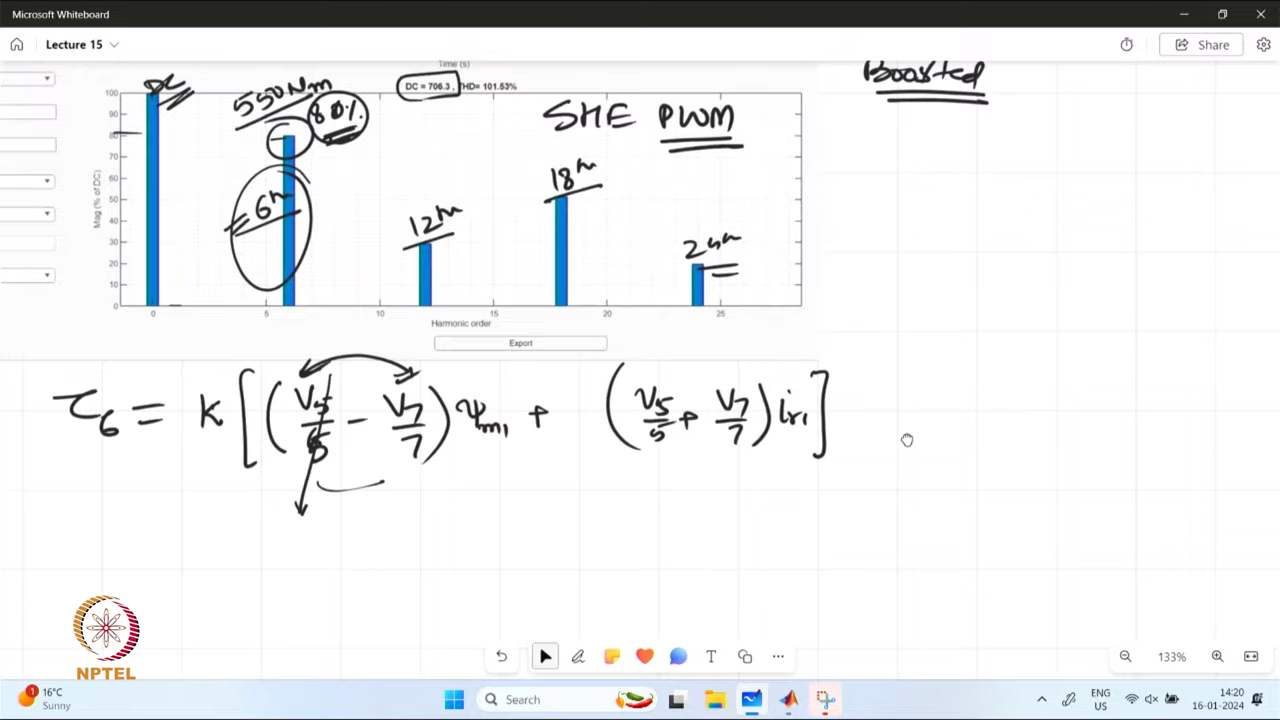 Microsoft Whiteboard
Lecture 15
Share
Time (s)
DC = 706.3 , THD= 101.53%
Boosted
DC
550 Nm
80%
SHE PWM
6th
12th
18th
24th
Mag (% of DC)
100
90
80
70
60
50
40
30
20
10
0
0 5 10 15 20 25
Harmonic order
Export
τ6 = K [ ( V5/5 − V7/7 ) ψm1 + ( V5/5 + V7/7 ) ir1 ]
NPTEL
133%
1
16°C
Sunny
Search
ENG
US
14:20
16-01-2024